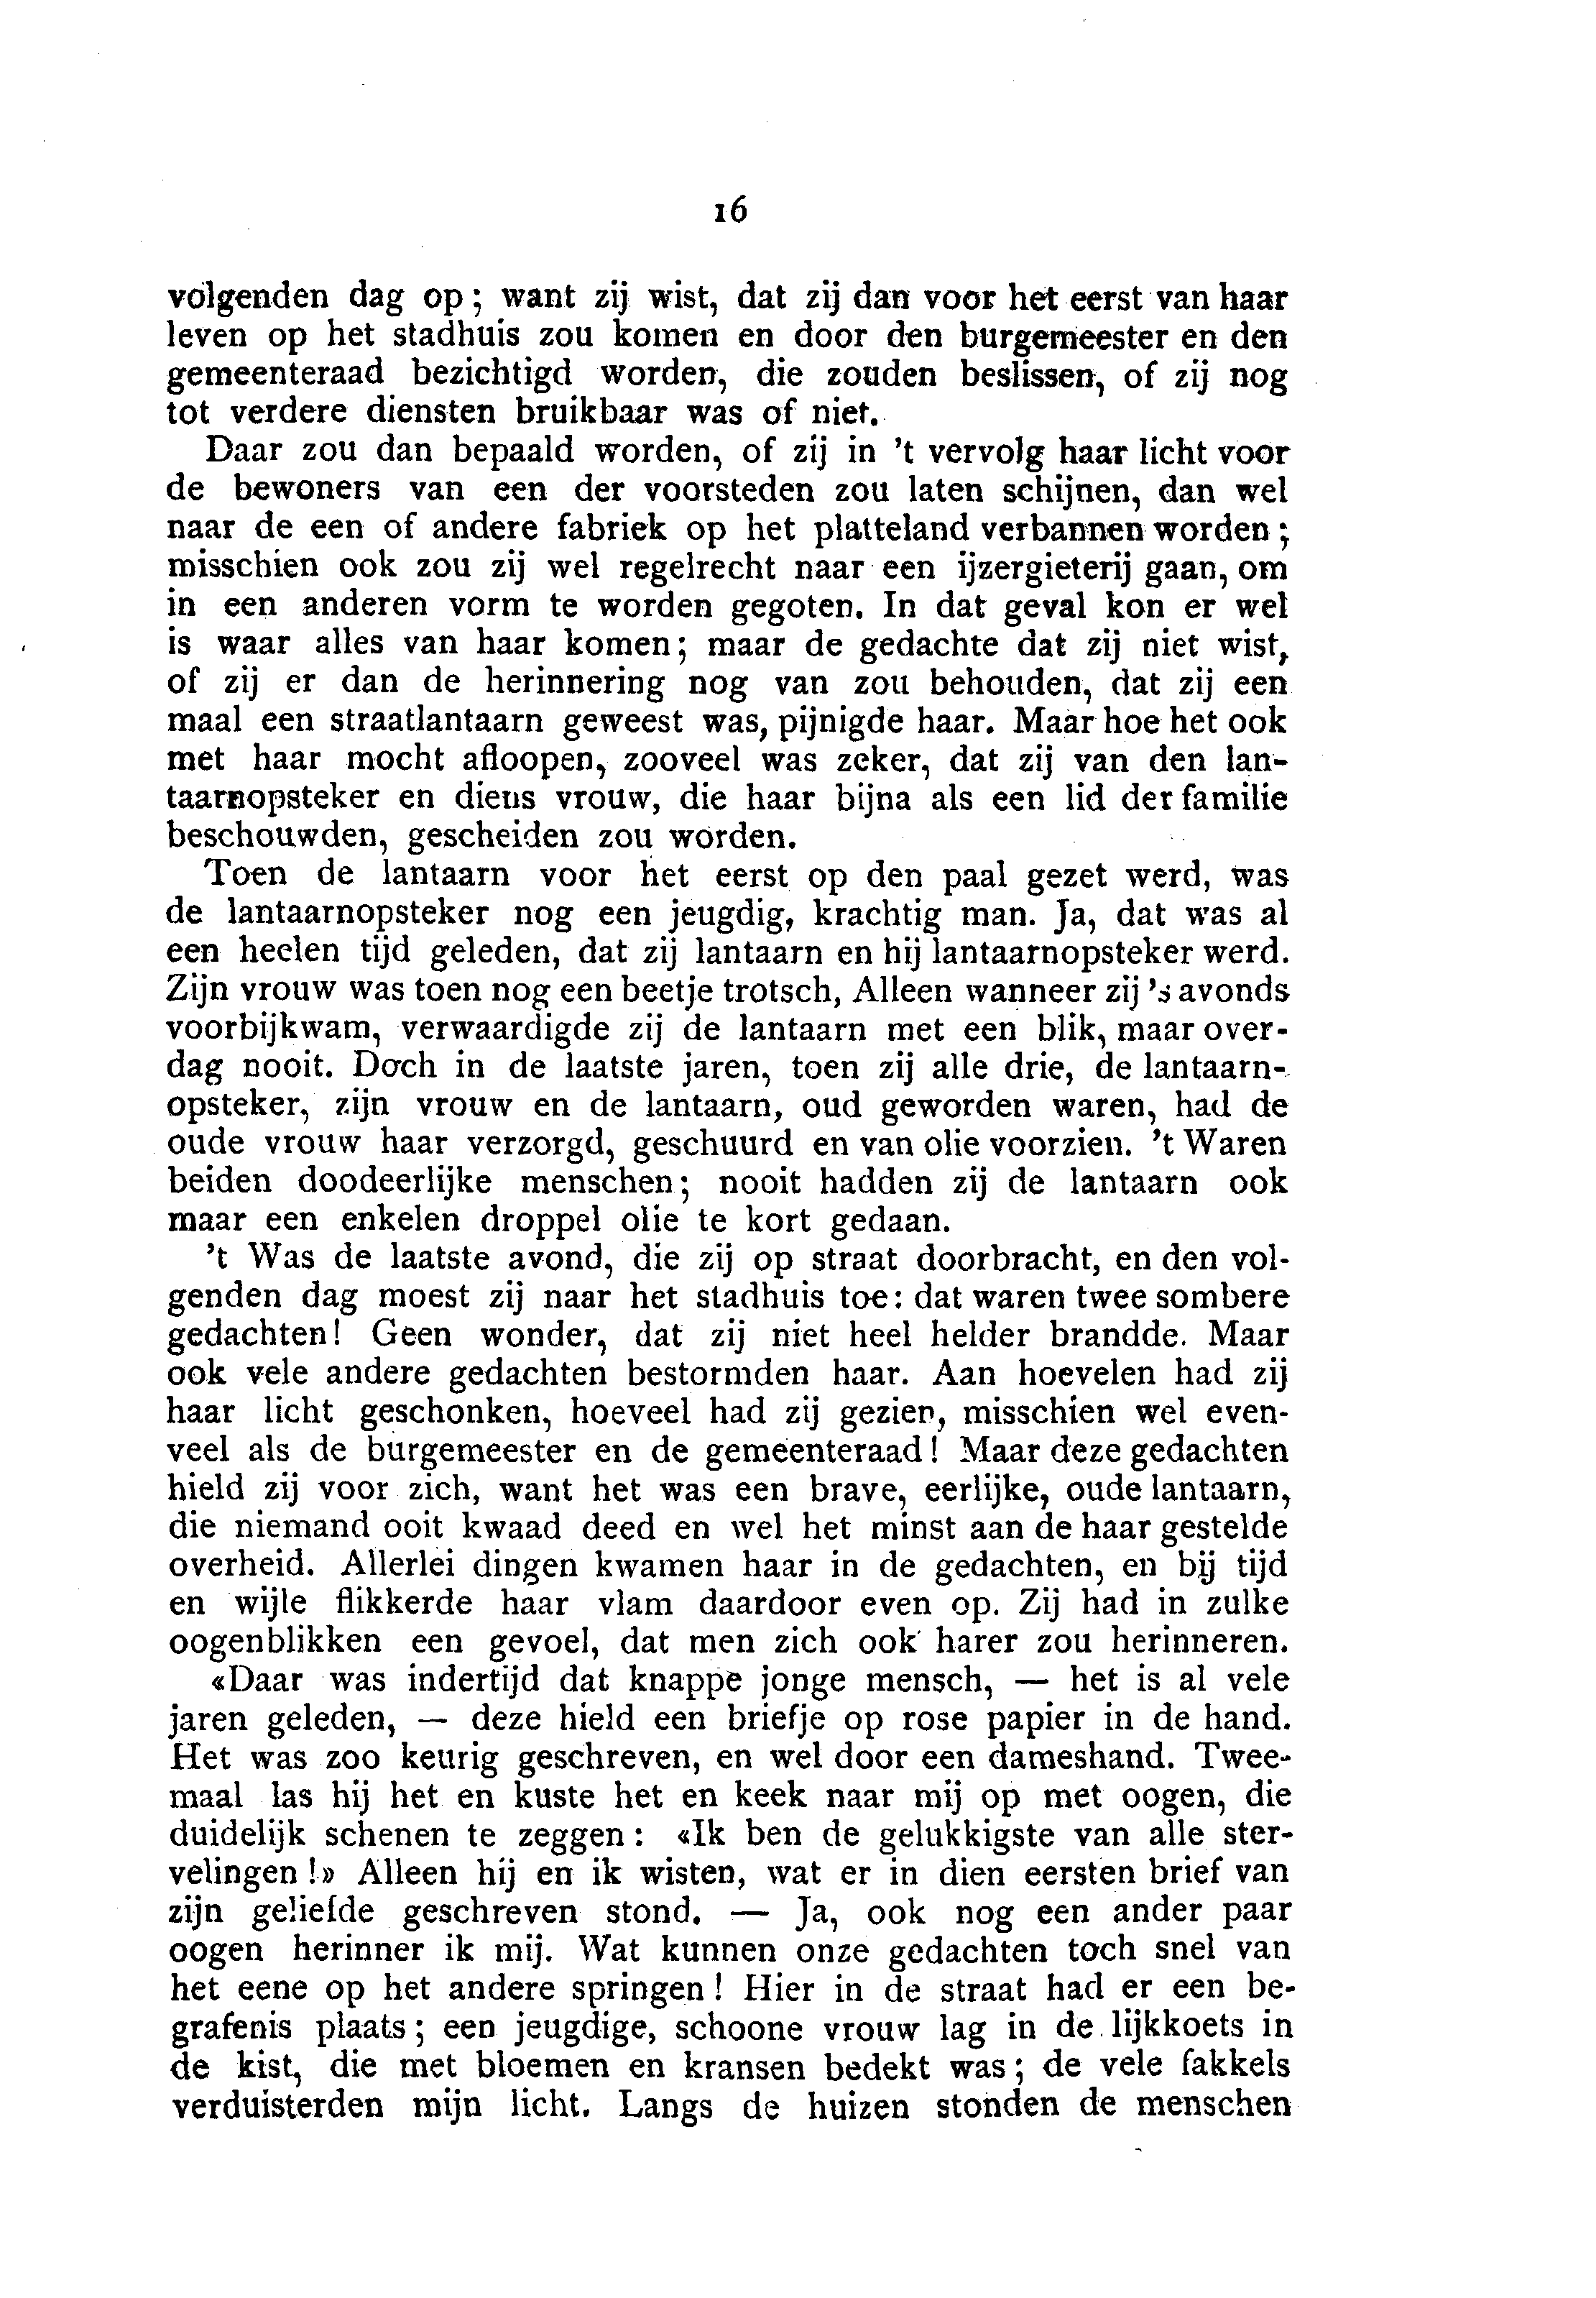 16
volgenden dag op; want zij wist, dat zij dan voor het eerst van haar
leven op het stadhuis zou komen en door den burgemeester en den
gemeenteraad bezichtigd worden, die zouden beslissen, of zij nog
tot verdere diensten bruikbaar was of niet.
Daar zou dan bepaald worden, of zij in 't vervolg haar licht voor
de bewoners van een der voorsteden zou laten schijnen, dan wel
naar de een of andere fabriek op het platteland verbannen worden;
misschien ook zou zij wel regelrecht naar een ijzergieterij gaan, om
in een anderen vorm te worden gegoten. In dat geval kon er wel
is waar alles van haar komen; maar de gedachte dat zij niet wist,
of zij er dan de herinnering nog van zou behouden, dat zij een
maal een straatlantaarn geweest was, pijnigde haar. Maar hoe het ook
met haar mocht afloopen, zooveel was zeker, dat zij van den lan-
taarnopsteker en diens vrouw, die haar bijna als een lid der familie
beschouwden, gescheiden zou worden.
Toen de lantaarn voor het eerst op den paal gezet werd, was
de lantaarnopsteker nog een jeugdig, krachtig man. Ja, dat was al
een heelen tijd geleden, dat zij lantaarn en hij lantaarnopsteker werd.
Zijn vrouw was toen nog een beetje trotsch, Alleen wanneer zij 's avonds
voorbijkwam, verwaardigde zij de lantaarn met een blik, maar over-
dag nooit. Doch in de laatste jaren, toen zij alle drie, de lantaarn-
opsteker, zijn vrouw en de lantaarn, oud geworden waren, had de
oude vrouw haar verzorgd, geschuurd en van olie voorzien. 't Waren
beiden doodeerlijke menschen; nooit hadden zij de lantaarn ook
maar een enkelen droppel olie te kort gedaan.
't Was de laatste avond, die zij op straat doorbracht, en den vol-
genden dag moest zij naar het stadhuis toe: dat waren twee sombere
gedachten! Geen wonder, dat zij niet heel helder brandde. Maar
ook vele andere gedachten bestormden haar. Aan hoevelen had zij
haar licht geschonken, hoeveel had zij gezien, misschien wel even-
veel als de burgemeester en de gemeenteraad! Maar deze gedachten
hield zij voor zich, want het was een brave, eerlijke, oude lantaarn,
die niemand ooit kwaad deed en wel het minst aan de haar gestelde
overheid. Allerlei dingen kwamen haar in de gedachten, en bij tijd
en wijle flikkerde haar vlam daardoor even op. Zij had in zulke
oogenblikken een gevoel, dat men zich ook harer zou herinneren.
«Daar was indertijd dat knappe jonge mensch, — het is al vele
jaren geleden, — deze hield een briefje op rose papier in de hand.
Het was zoo keurig geschreven, en wel door een dameshand. Twee-
maal las hij het en kuste het en keek naar mij op met oogen, die
duidelijk schenen te zeggen: «Ik ben de gelukkigste van alle ster-
velingen!» Alleen hij en ik wisten, wat er in dien eersten brief van
zijn geliefde geschreven stond. — Ja, ook nog een ander paar
oogen herinner ik mij. Wat kunnen onze gedachten toch snel van
het eene op het andere springen! Hier in de straat had er een be-
grafenis plaats; een jeugdige, schoone vrouw lag in de lijkkoets in
de kist, die met bloemen en kransen bedekt was; de vele fakkels
verduisterden mijn licht. Langs de huizen stonden de menschen